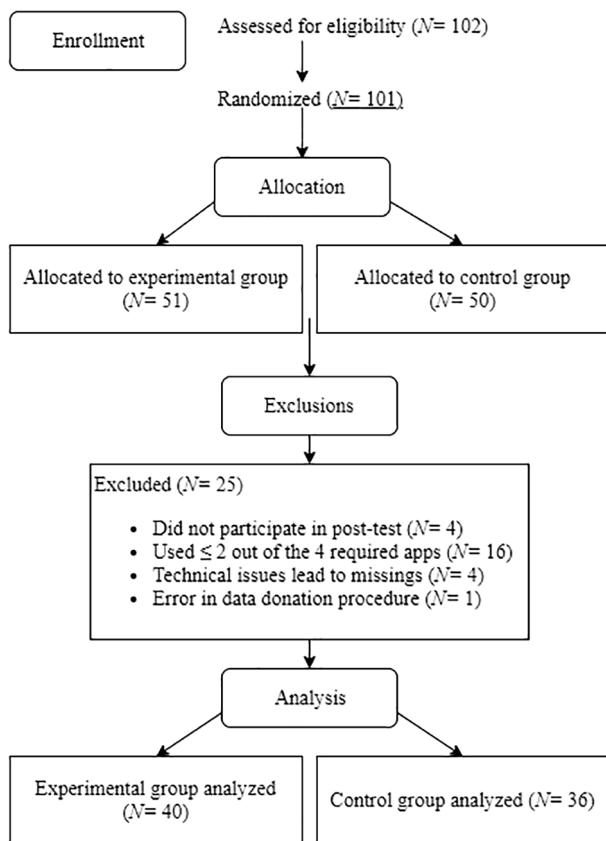 Enrollment
Assessed for eligibility (N= 102)
Randomized (N= 101)
Allocation
Allocated to experimental group
(N= 51)
Allocated to control group
(N= 50)
Exclusions
Excluded (N= 25)
• Did not participate in post-test (N= 4)
• Used ≤ 2 out of the 4 required apps (N= 16)
• Technical issues lead to missings (N= 4)
• Error in data donation procedure (N= 1)
Analysis
Experimental group analyzed
(N= 40)
Control group analyzed (N= 36)